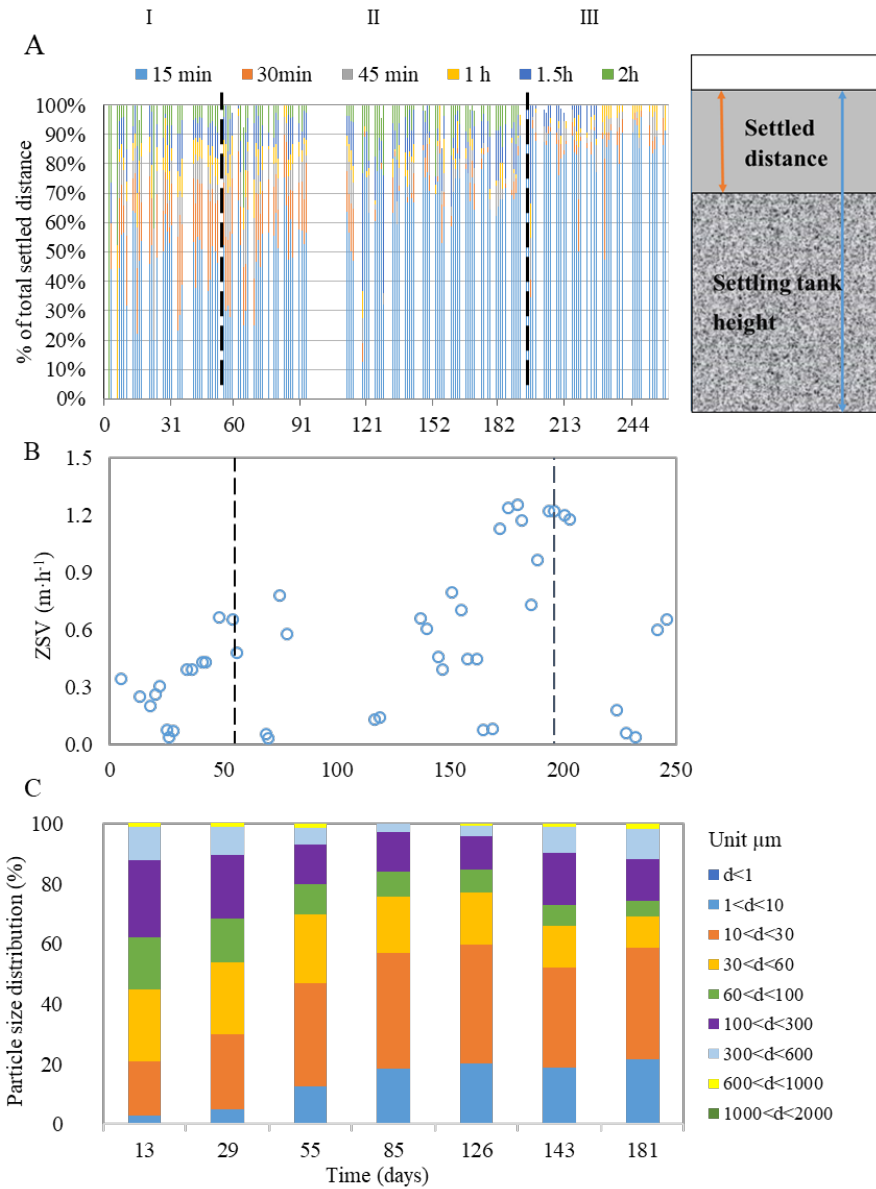 I II III
A
15 min 30min 45 min 1 h 1.5h 2h
% of total settled distance
100%
90%
80%
70%
60%
50%
40%
30%
20%
10%
0%
0 31 60 91 121 152 182 213 244
Settled
distance
Settling tank
height
B
ZSV (m·h⁻¹)
1.5
1.2
0.9
0.6
0.3
0.0
0 50 100 150 200 250
C
Particle size distribution (%)
100
80
60
40
20
0
13 29 55 85 126 143 181
Time (days)
Unit μm
d<1
1<d<10
10<d<30
30<d<60
60<d<100
100<d<300
300<d<600
600<d<1000
1000<d<2000